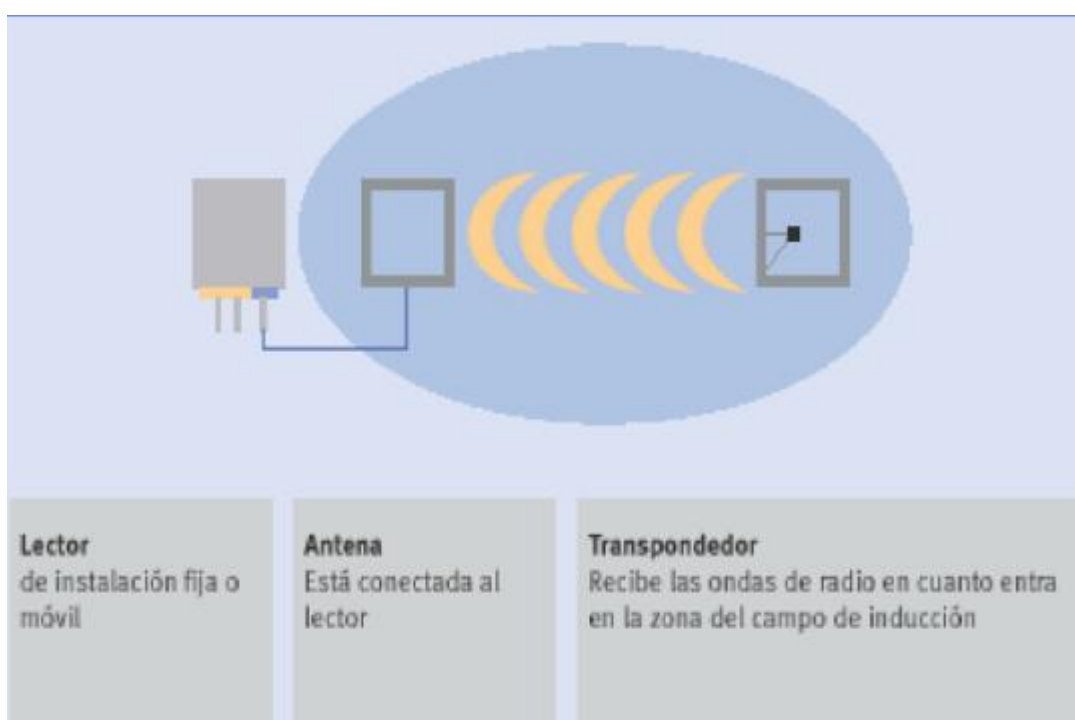 Lector
de instalación fija o
móvil
Antena
Está conectada al
lector
Transpondedor
Recibe las ondas de radio en cuanto entra
en la zona del campo de inducción